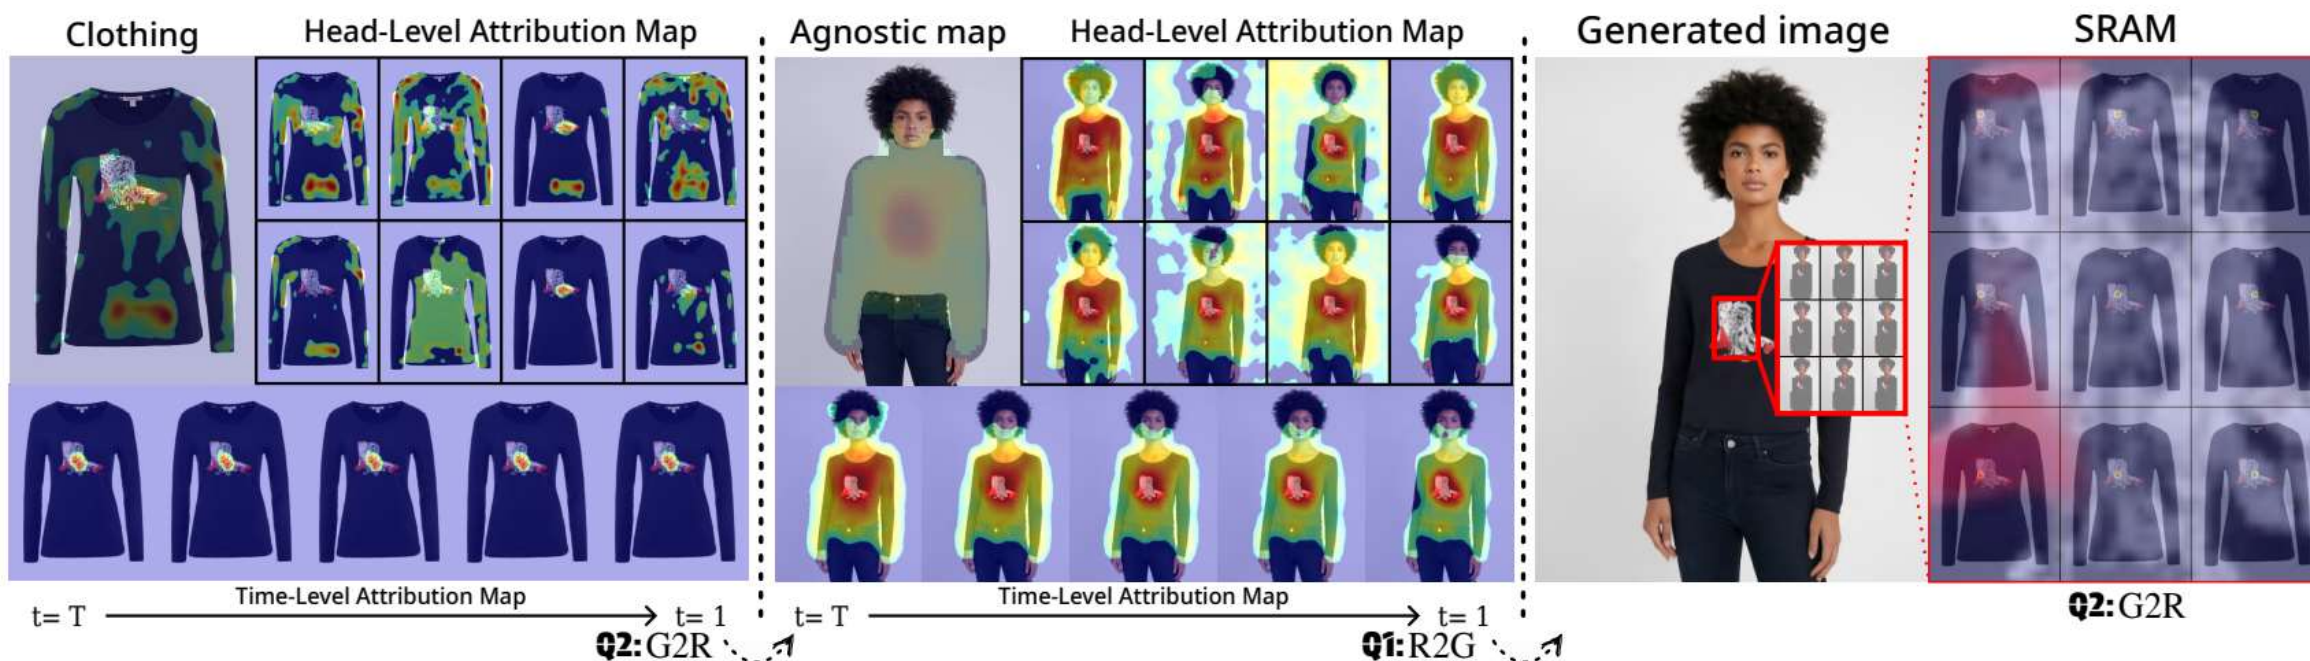 Clothing
Head-Level Attribution Map
Agnostic map
Head-Level Attribution Map
Generated image
SRAM
Time-Level Attribution Map
t= T
t= 1
Q2: G2R
Time-Level Attribution Map
t= T
t= 1
Q1: R2G
Q2: G2R